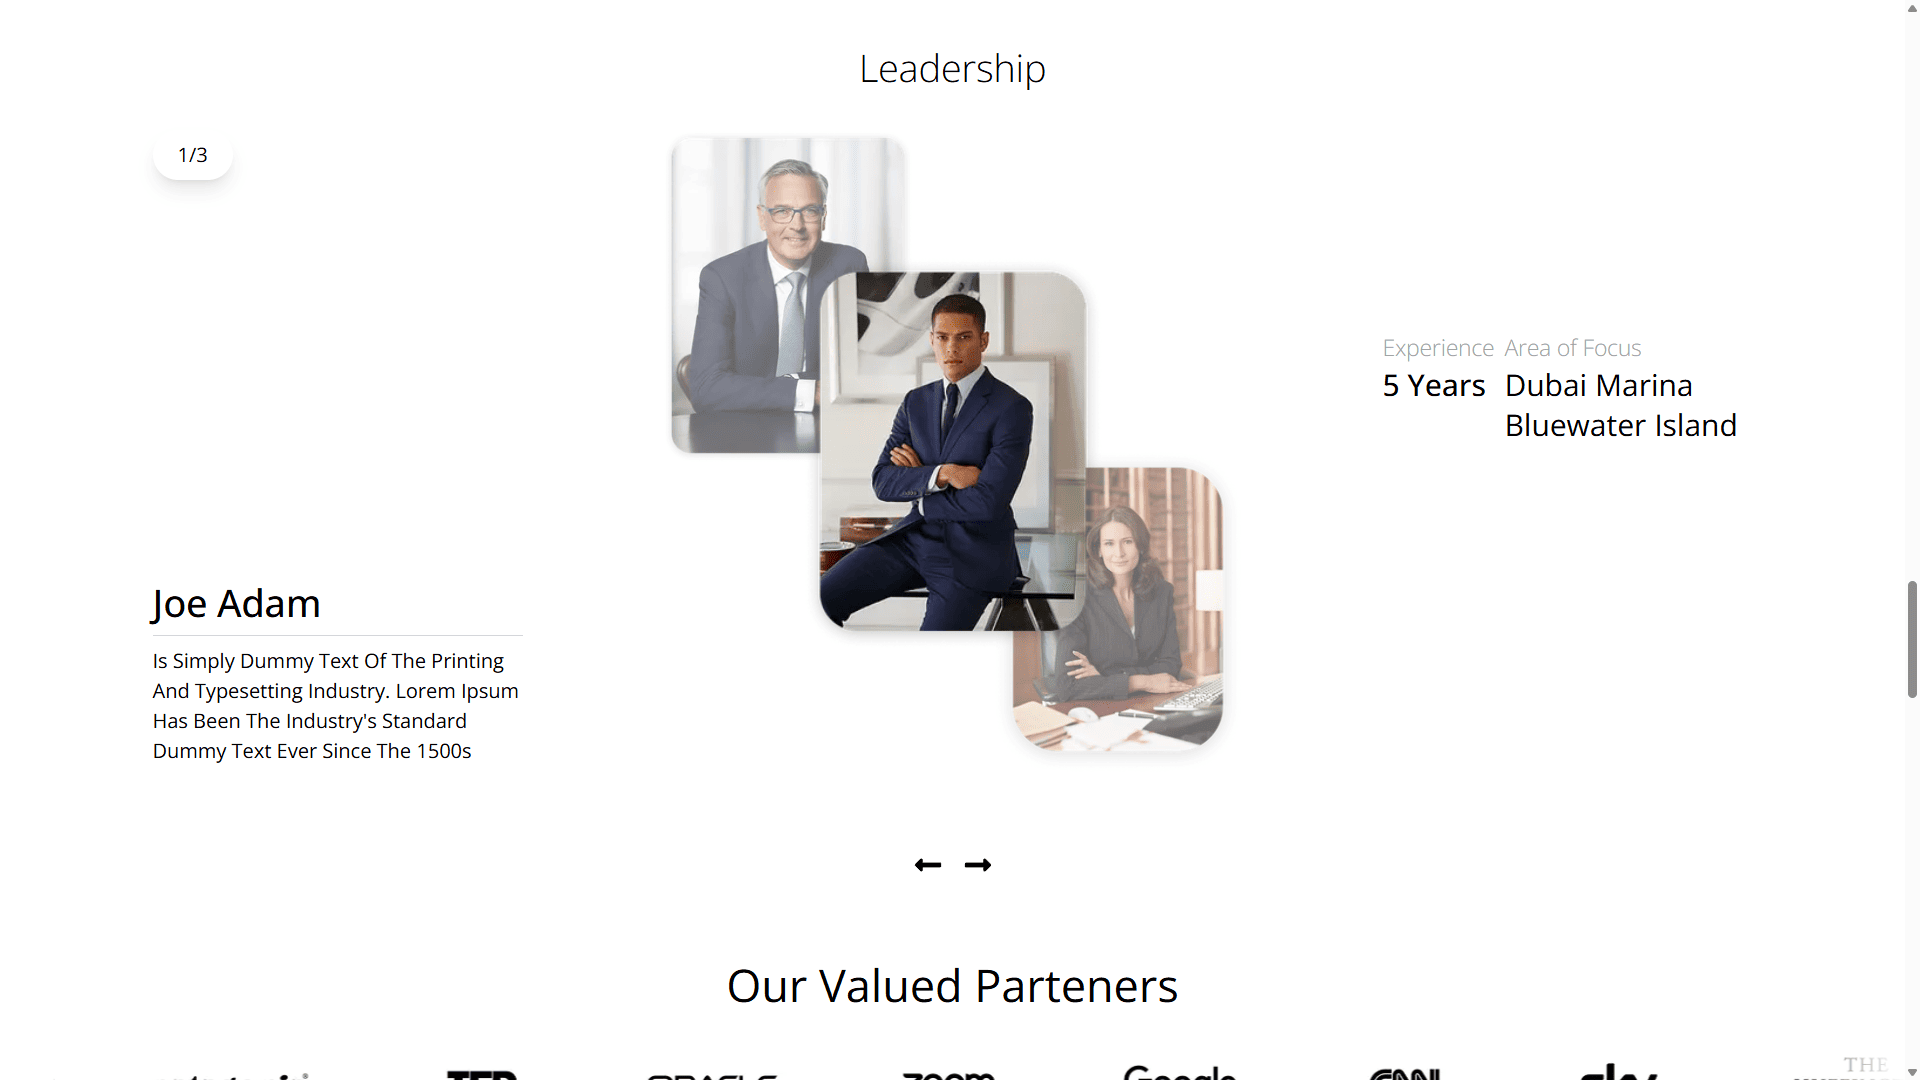 Leadership
1/3
Experience Area of Focus
5 Years Dubai Marina
Bluewater Island
Joe Adam
Is Simply Dummy Text Of The Printing
And Typesetting Industry. Lorem Ipsum
Has Been The Industry's Standard
Dummy Text Ever Since The 1500s
Our Valued Parteners
TED ORACLE zoom Google CNN sky THE